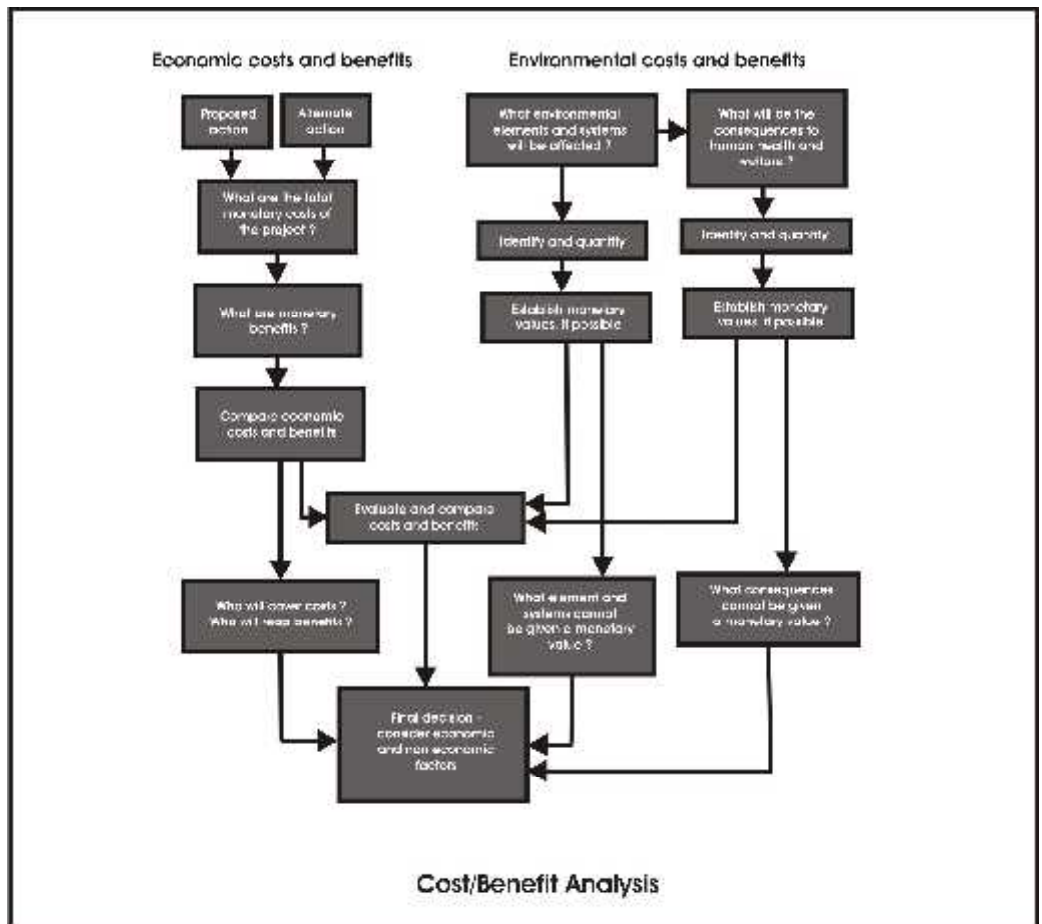 Economic costs and benefits
Environmental costs and benefits
Proposed
action
Alternate
action
What are the total
monetary costs of
the project ?
What are monetary
benefits ?
Compare economic
costs and benefits
What environmental
elements and systems
will be affected ?
What will be the
consequences to
human health and
welfare ?
Identify and quantity
Identify and quantity
Establish monetary
values, if possible
Establish monetary
values, if possible
Evaluate and compare
costs and benefits
Who will cover costs ?
Who will reap benefits ?
What element and
systems cannot
be given a monetary
value ?
What consequences
cannot be given
a monetary value ?
Final decision -
consider economic
and non economic
factors
Cost/Benefit Analysis